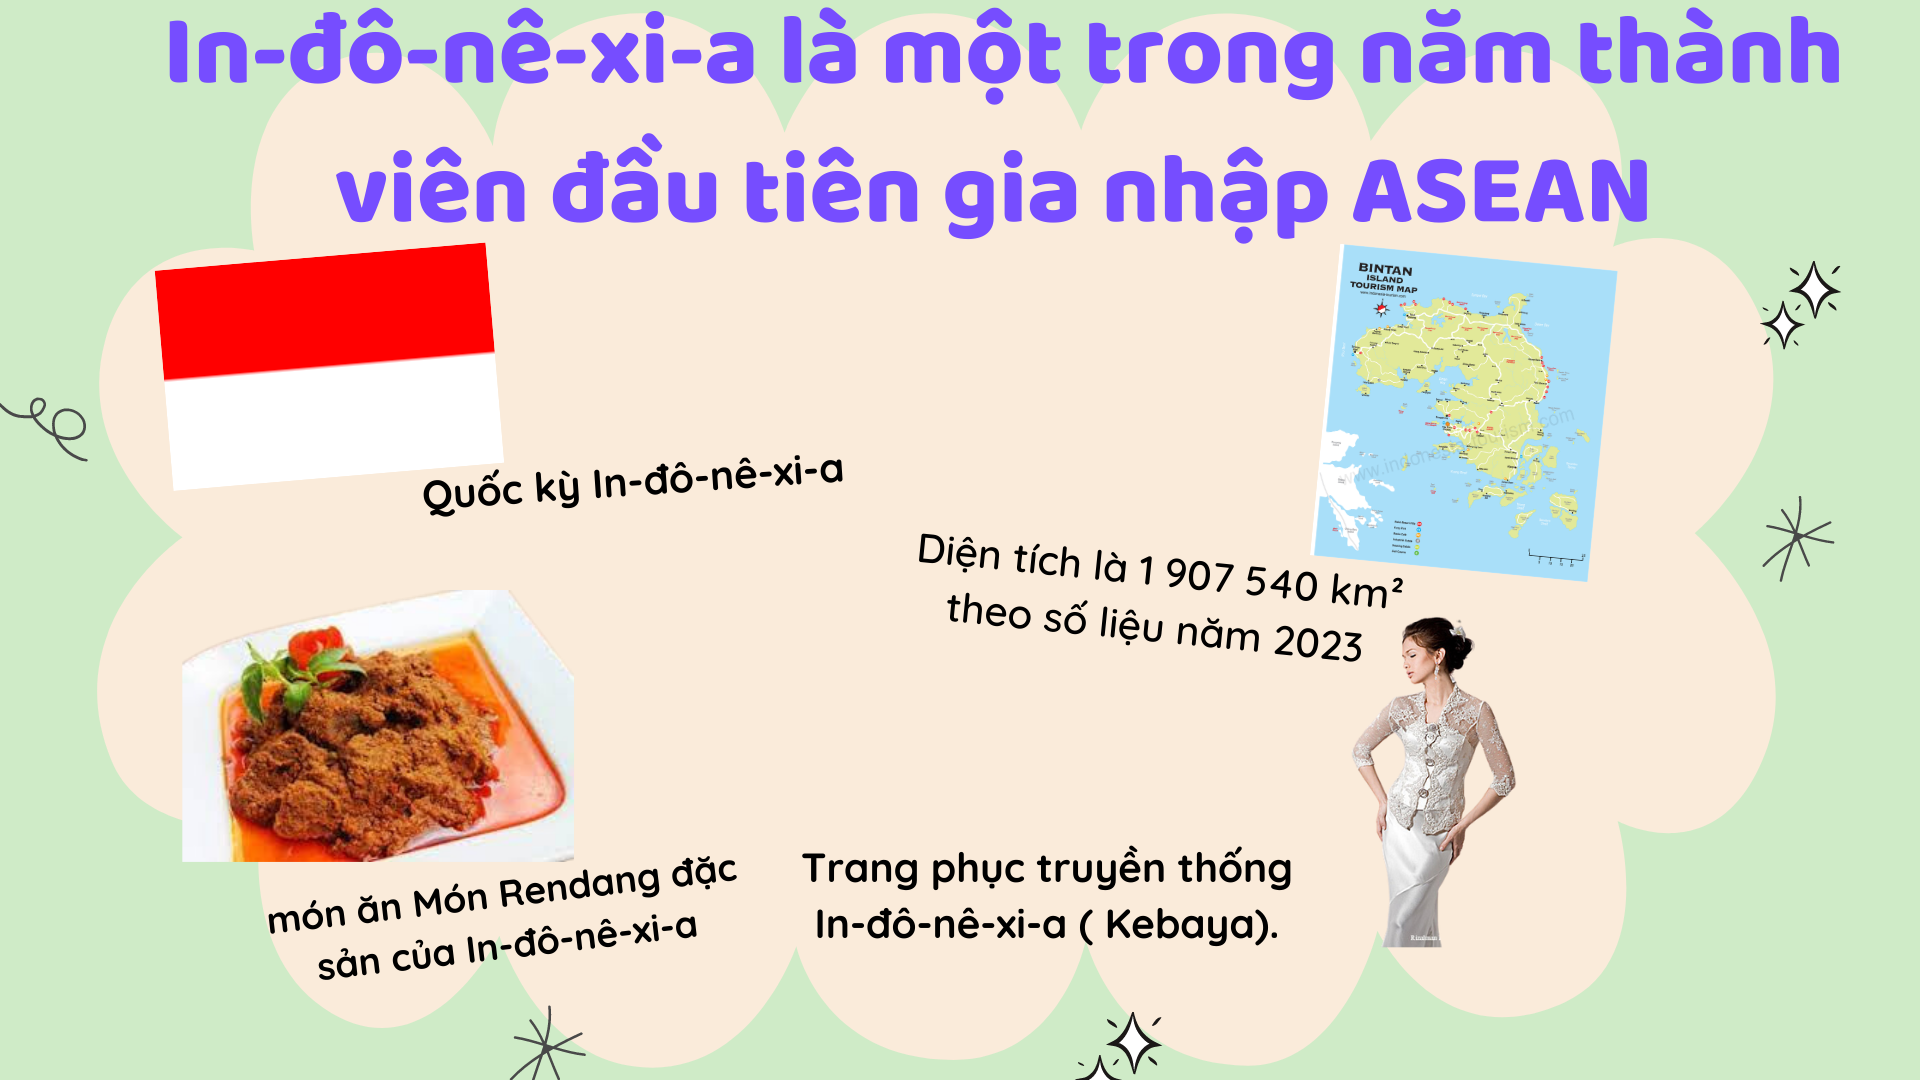 In-đô-nê-xi-a là một trong năm thành
viên đầu tiên gia nhập ASEAN
BINTAN
ISLAND
TOURISM MAP
Quốc kỳ In-đô-nê-xi-a
Diện tích là 1 907 540 km²
theo số liệu năm 2023
món ăn Món Rendang đặc
sản của In-đô-nê-xi-a
Trang phục truyền thống
In-đô-nê-xi-a ( Kebaya).